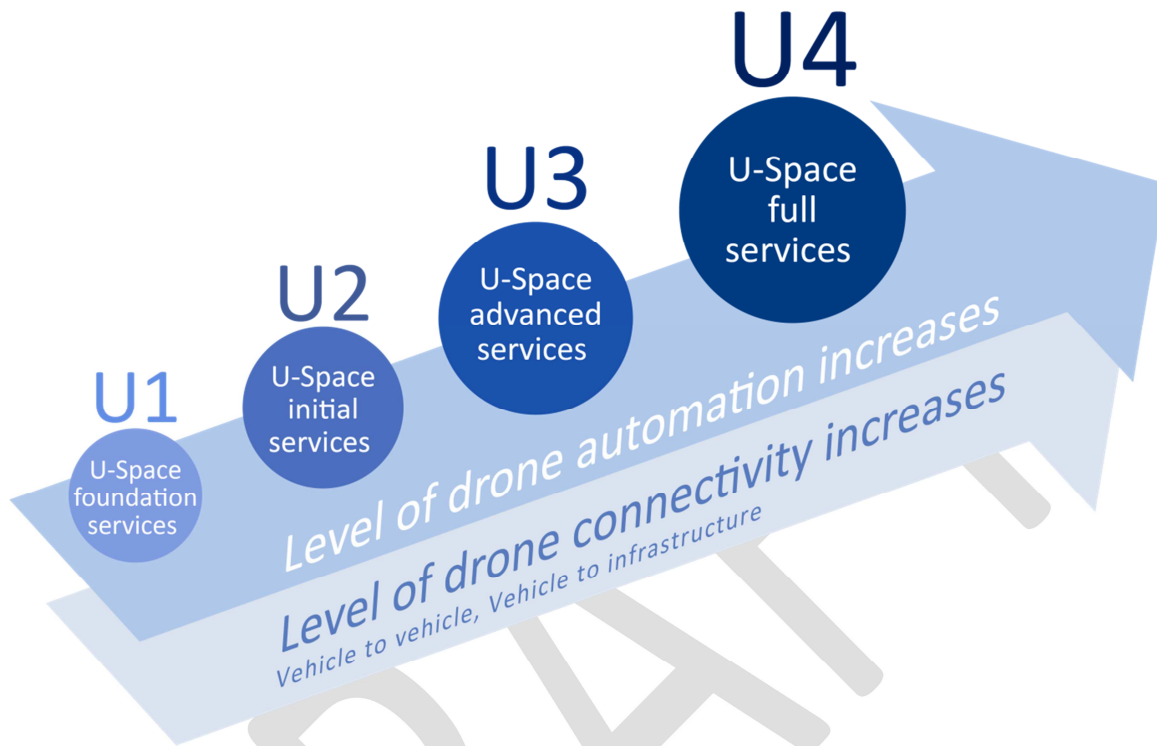 U1
U-Space
foundation
services
U2
U-Space
initial
services
U3
U-Space
advanced
services
U4
U-Space
full
services
Level of drone automation increases
Level of drone connectivity increases
Vehicle to vehicle, Vehicle to infrastructure